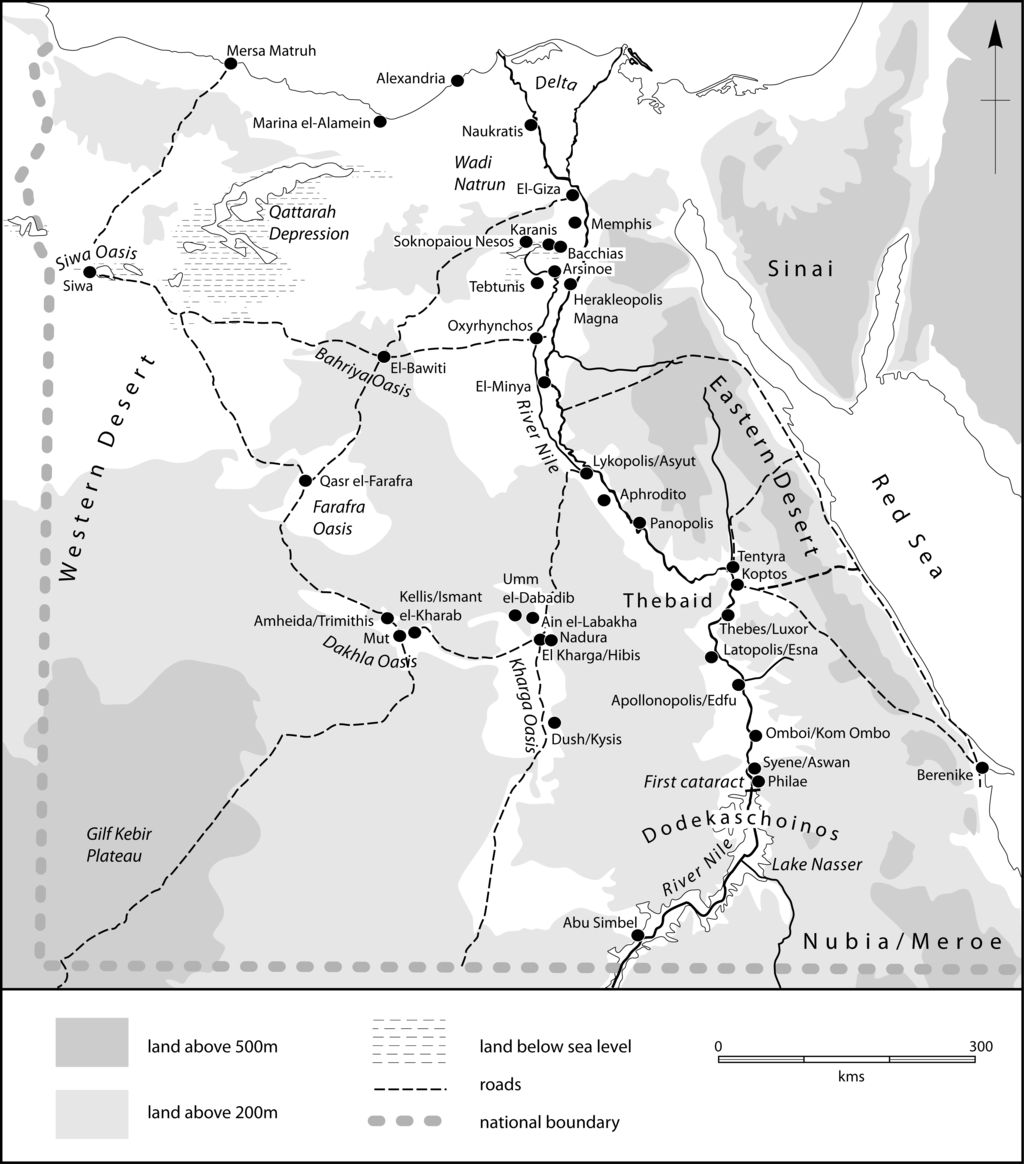 Mersa Matruh
Alexandria
Delta
Marina el-Alamein
Naukratis
Wadi
Natrun
El-Giza
Qattarah
Depression
Memphis
Karanis
Soknopaiou Nesos
Bacchias
Siwa Oasis
Siwa
Arsinoe
Sinai
Tebtunis
Herakleopolis
Magna
Oxyrhynchos
El-Bawiti
Bahriya Oasis
El-Minya
River Nile
Western Desert
Eastern Desert
Red Sea
Lykopolis/Asyut
Qasr el-Farafra
Aphrodito
Farafra
Oasis
Panopolis
Tentyra
Koptos
Umm
el-Dabadib
Kellis/Ismant
el-Kharab
Thebaid
Amheida/Trimithis
Ain el-Labakha
Mut
Nadura
Thebes/Luxor
Dakhla Oasis
El Kharga/Hibis
Latopolis/Esna
Kharga Oasis
Apollonopolis/Edfu
Dush/Kysis
Omboi/Kom Ombo
Syene/Aswan
First cataract
Philae
Berenike
Dodekaschoinos
Gilf Kebir
Plateau
River Nile
Lake Nasser
Abu Simbel
Nubia/Meroe
land above 500m
land above 200m
land below sea level
roads
national boundary
0 300
kms